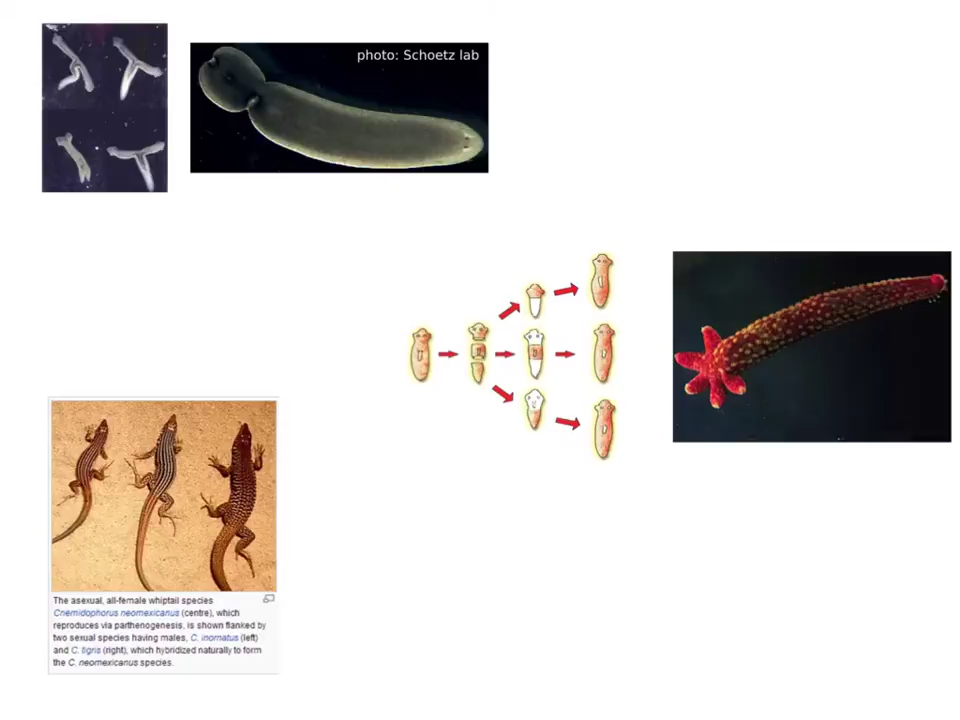 photo: Schoetz lab
The asexual, all-female whiptail species
Cnemidophorus neomexicanus (centre), which
reproduces via parthenogenesis, is shown flanked by
two sexual species having males, C. inornatus (left)
and C. tigris (right), which hybridized naturally to form
the C. neomexicanus species.